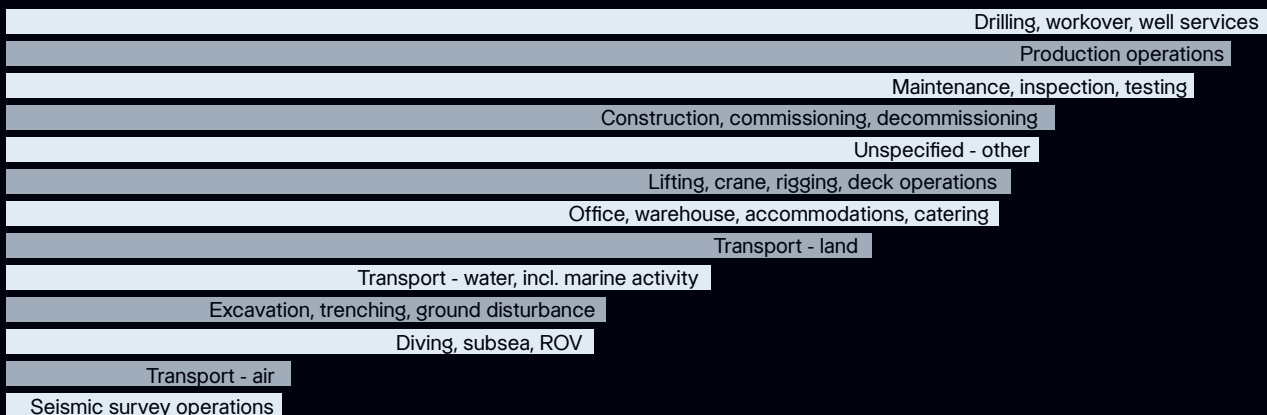 Drilling, workover, well services
Production operations
Maintenance, inspection, testing
Construction, commissioning, decommissioning
Unspecified - other
Lifting, crane, rigging, deck operations
Office, warehouse, accommodations, catering
Transport - land
Transport - water, incl. marine activity
Excavation, trenching, ground disturbance
Diving, subsea, ROV
Transport - air
Seismic survey operations